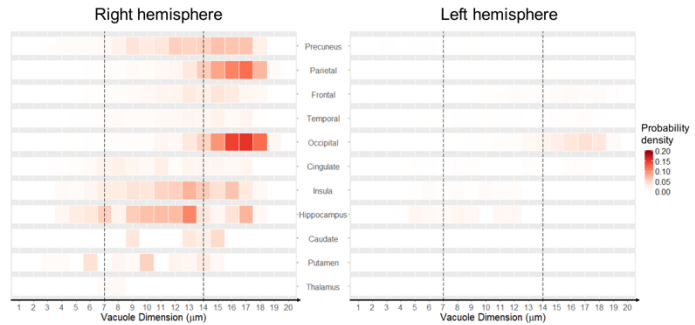 Right hemisphere
Left hemisphere
Precuneus
Parietal
Frontal
Temporal
Occipital
Cingulate
Insula
Hippocampus
Caudate
Putamen
Thalamus
Probability
density
0.20
0.15
0.10
0.05
0.00
1 2 3 4 5 6 7 8 9 10 11 12 13 14 15 16 17 18 19 20
Vacuole Dimension (µm)
1 2 3 4 5 6 7 8 9 10 11 12 13 14 15 16 17 18 19 20
Vacuole Dimension (µm)